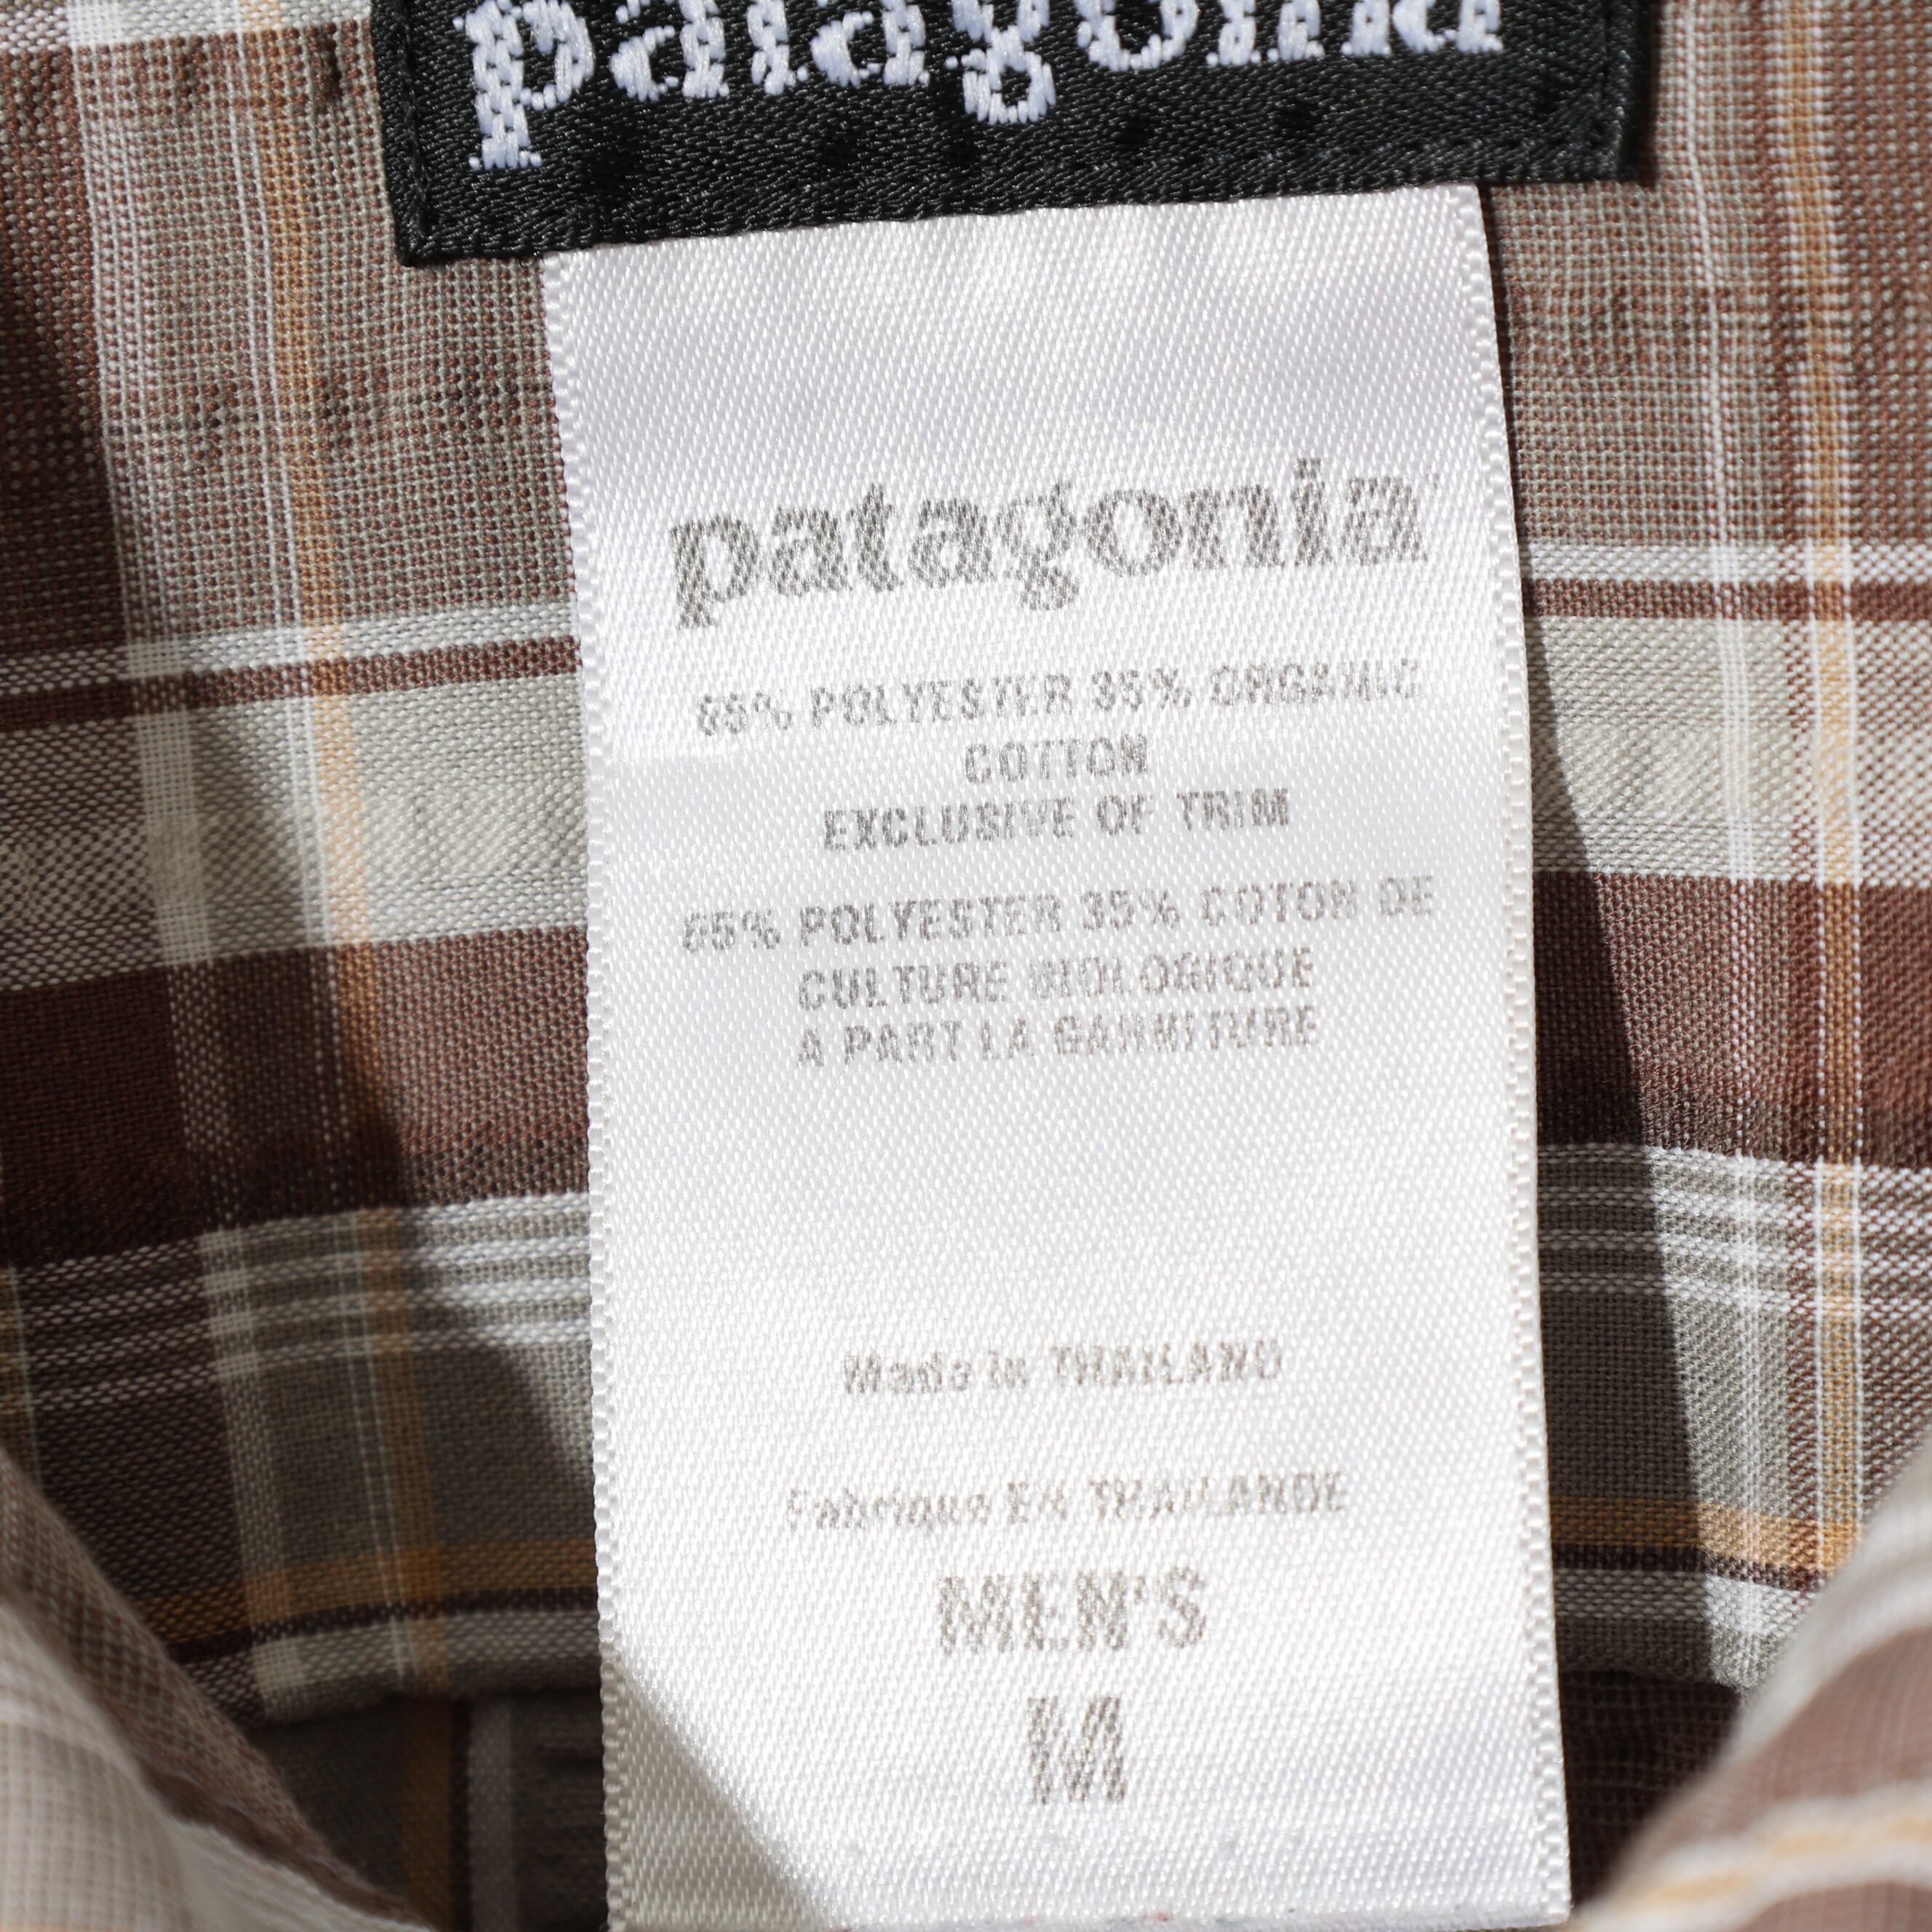 patagonia
patagonia
65% POLYESTER 35% ORGANIC
COTTON
EXCLUSIVE OF TRIM
65% POLYESTER 35% COTON DE
CULTURE BIOLOGIQUE
A PART LA GARNITURE
Made in THAILAND
Fabriqué EN THAILANDE
MEN'S
M